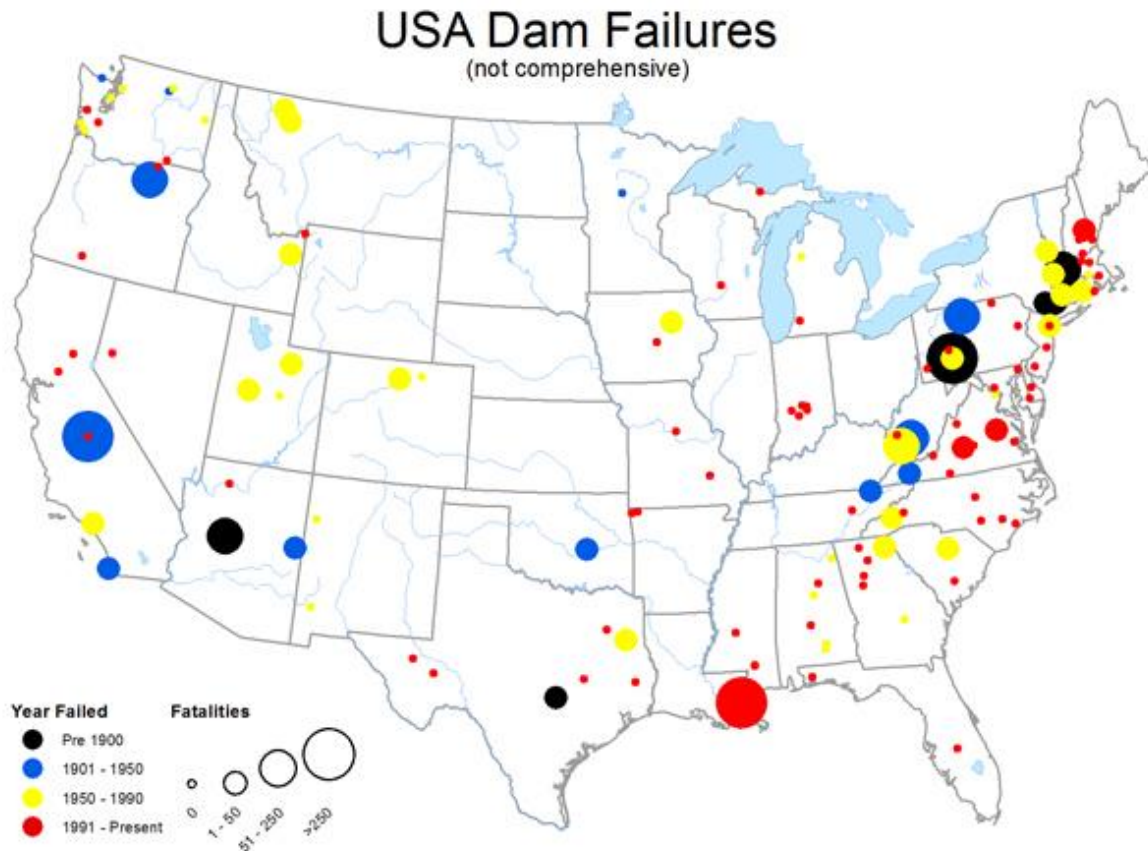 USA Dam Failures
(not comprehensive)
Year Failed
Pre 1900
1901 - 1950
1950 - 1990
1991 - Present
Fatalities
0
1 - 50
51 - 250
>250